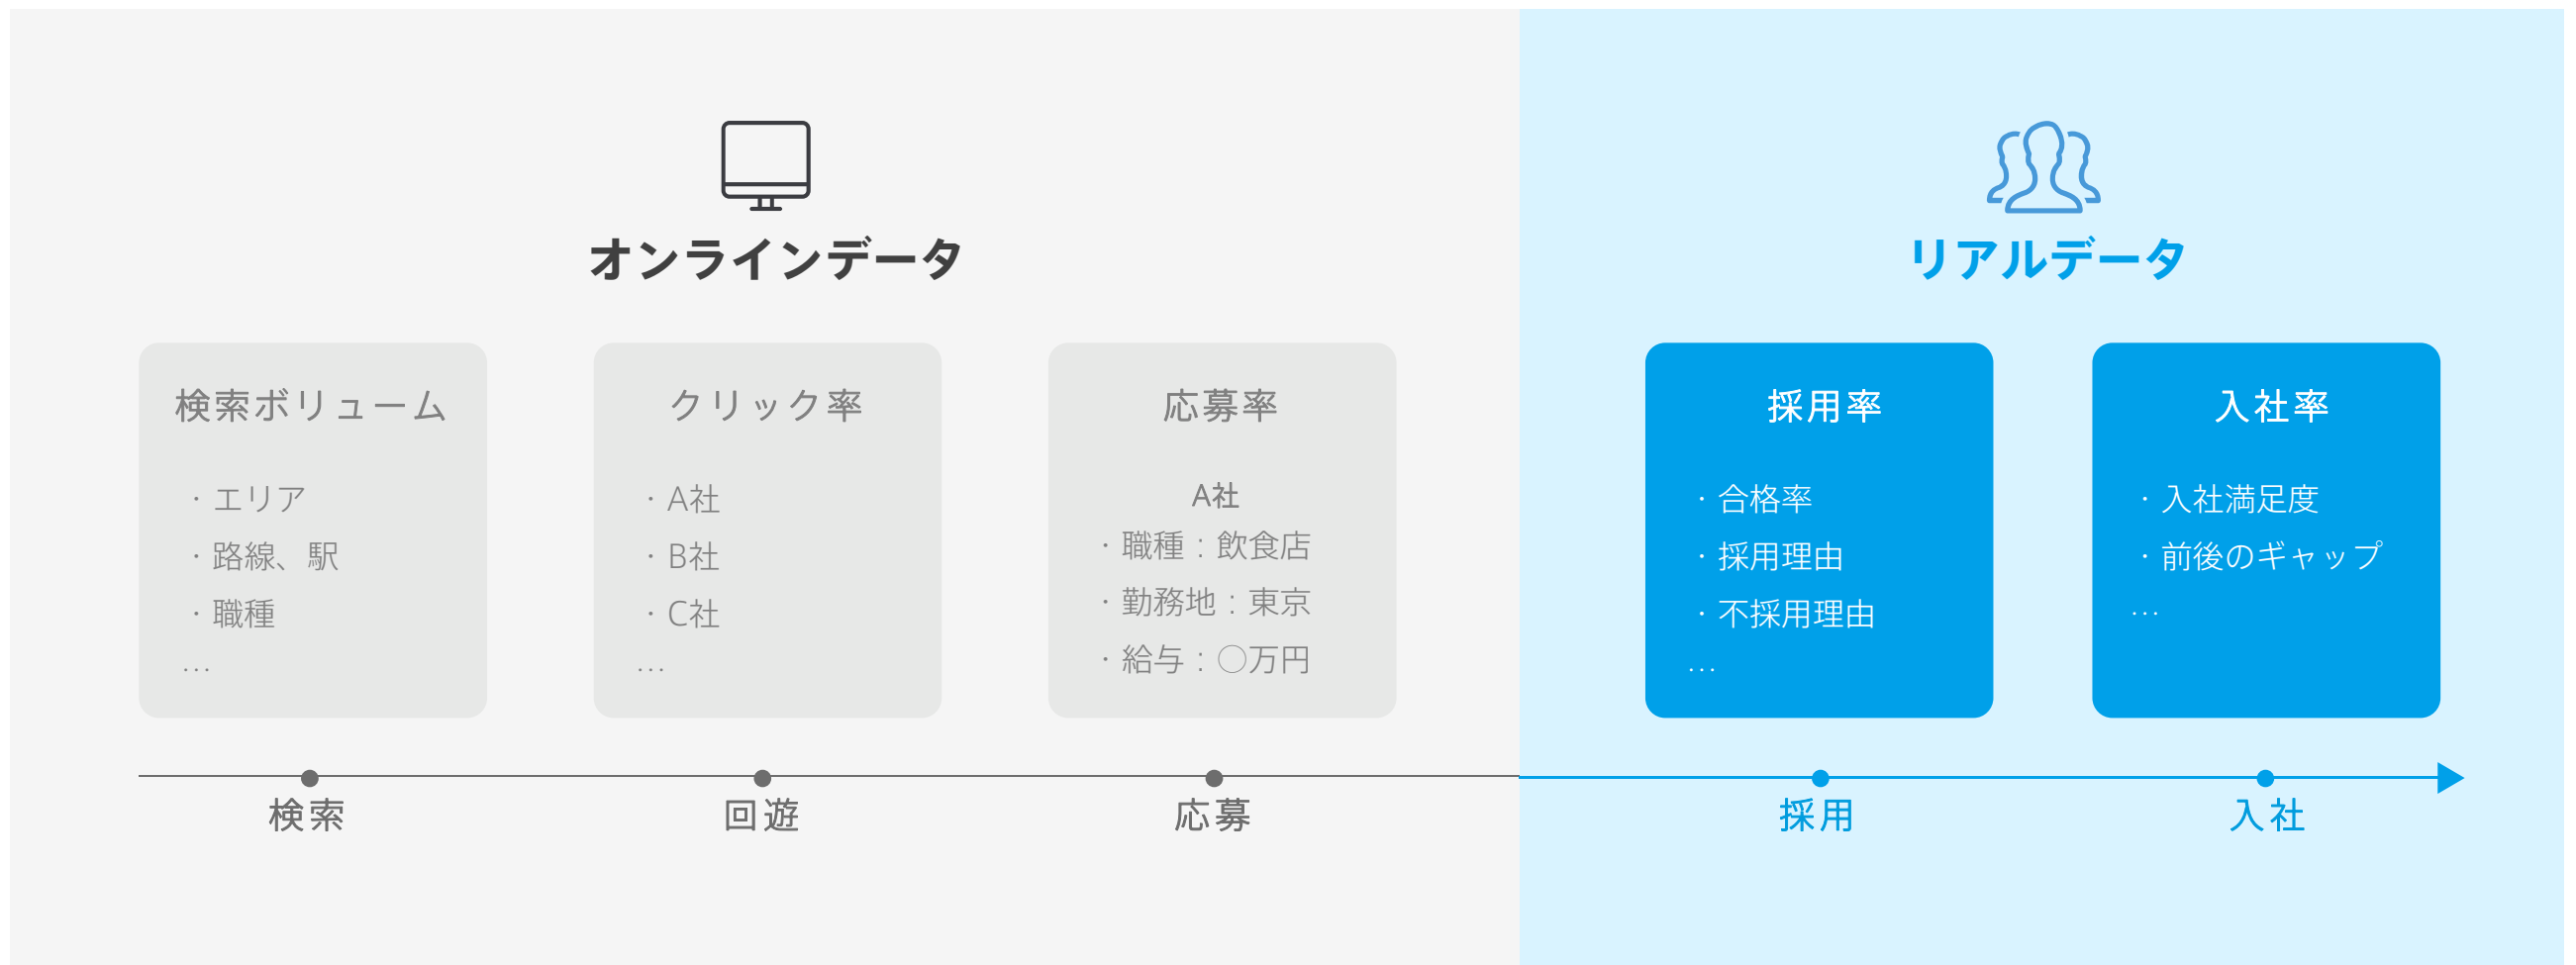 オンラインデータ
検索ボリューム
・エリア
・路線、駅
・職種
…
クリック率
・A社
・B社
・C社
…
応募率
A社
・職種：飲食店
・勤務地：東京
・給与：◯万円
検索
回遊
応募
リアルデータ
採用率
・合格率
・採用理由
・不採用理由
…
入社率
・入社満足度
・前後のギャップ
…
採用
入社